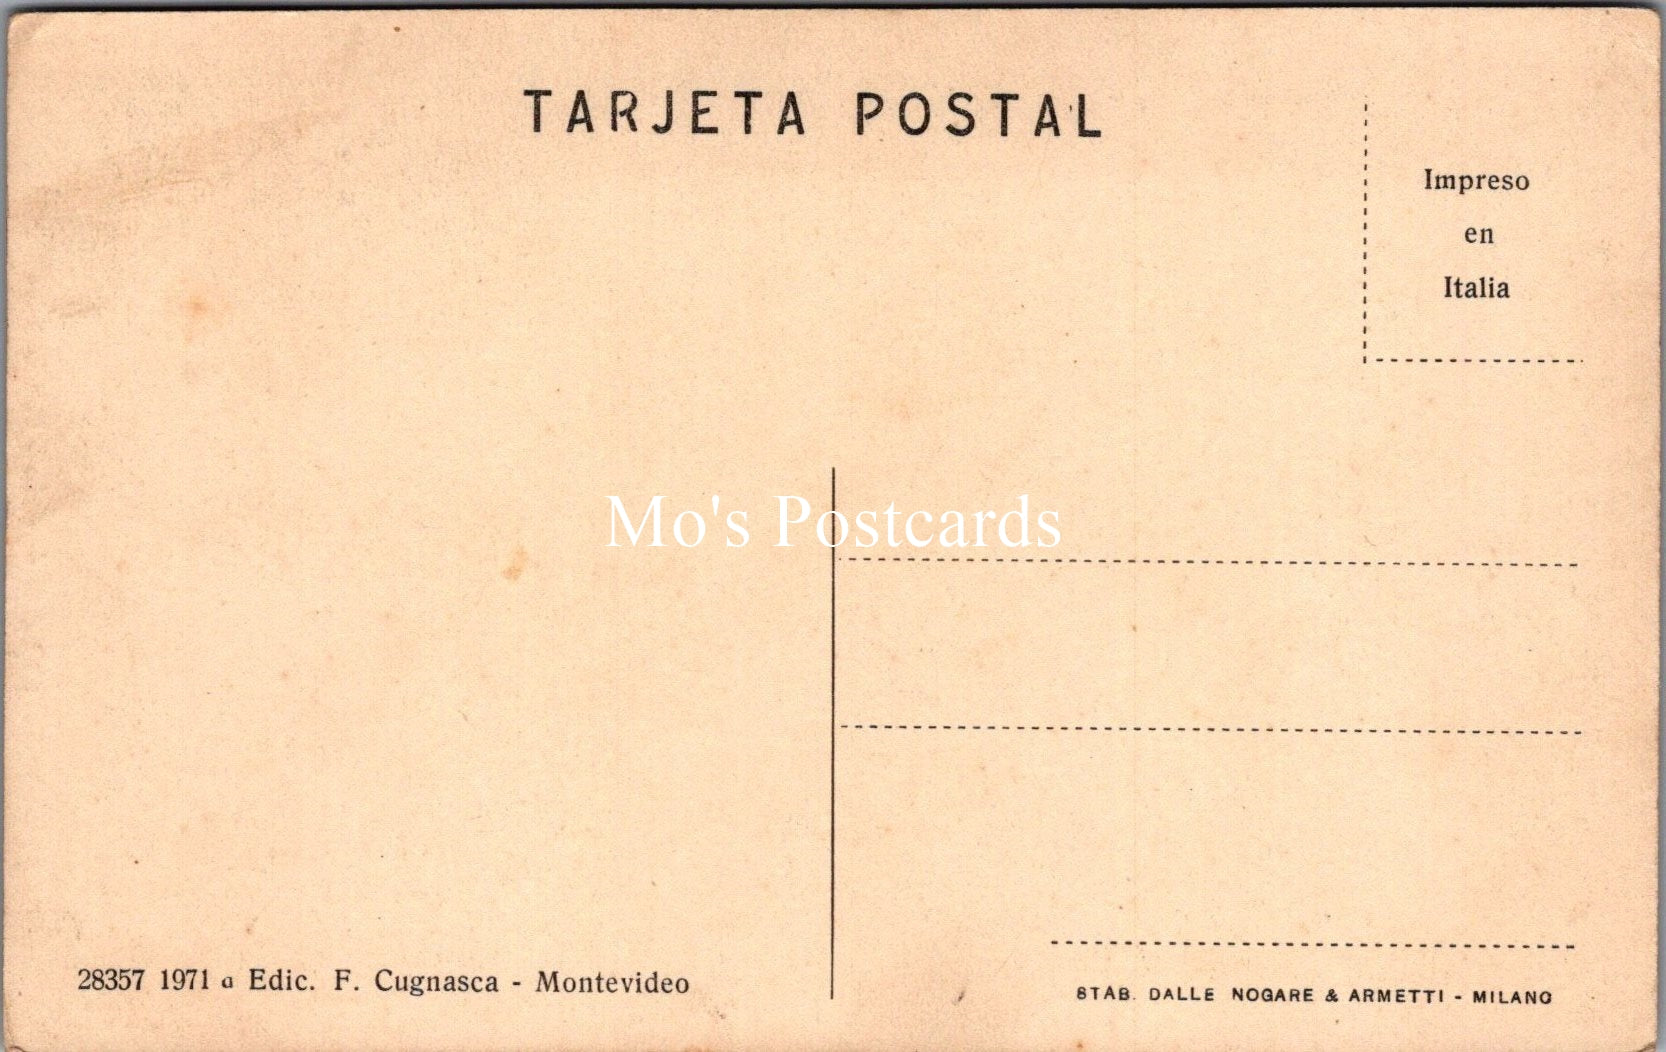 TARJETA POSTAL
Impreso
en
Italia
Mo's Postcards
28357 1971 a Edic. F. Cugnasca - Montevideo
STAB. DALLE NOGARE & ARMETTI - MILANO